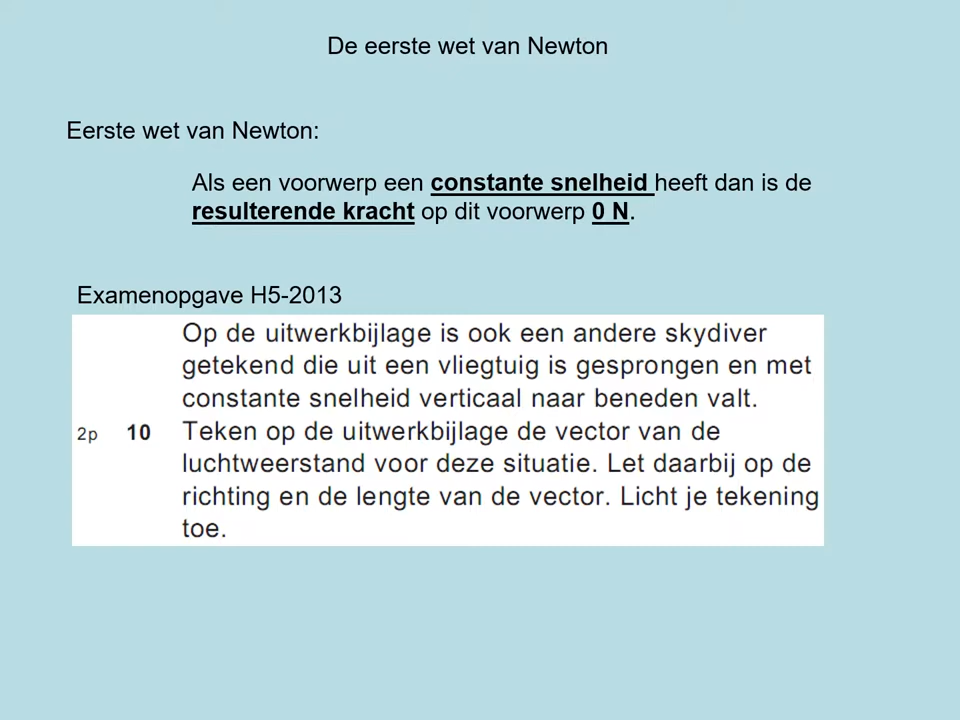 De eerste wet van Newton
Eerste wet van Newton:
Als een voorwerp een constante snelheid heeft dan is de
resulterende kracht op dit voorwerp 0 N.
Examenopgave H5-2013
Op de uitwerkbijlage is ook een andere skydiver
getekend die uit een vliegtuig is gesprongen en met
constante snelheid verticaal naar beneden valt.
2p 10 Teken op de uitwerkbijlage de vector van de
luchtweerstand voor deze situatie. Let daarbij op de
richting en de lengte van de vector. Licht je tekening
toe.